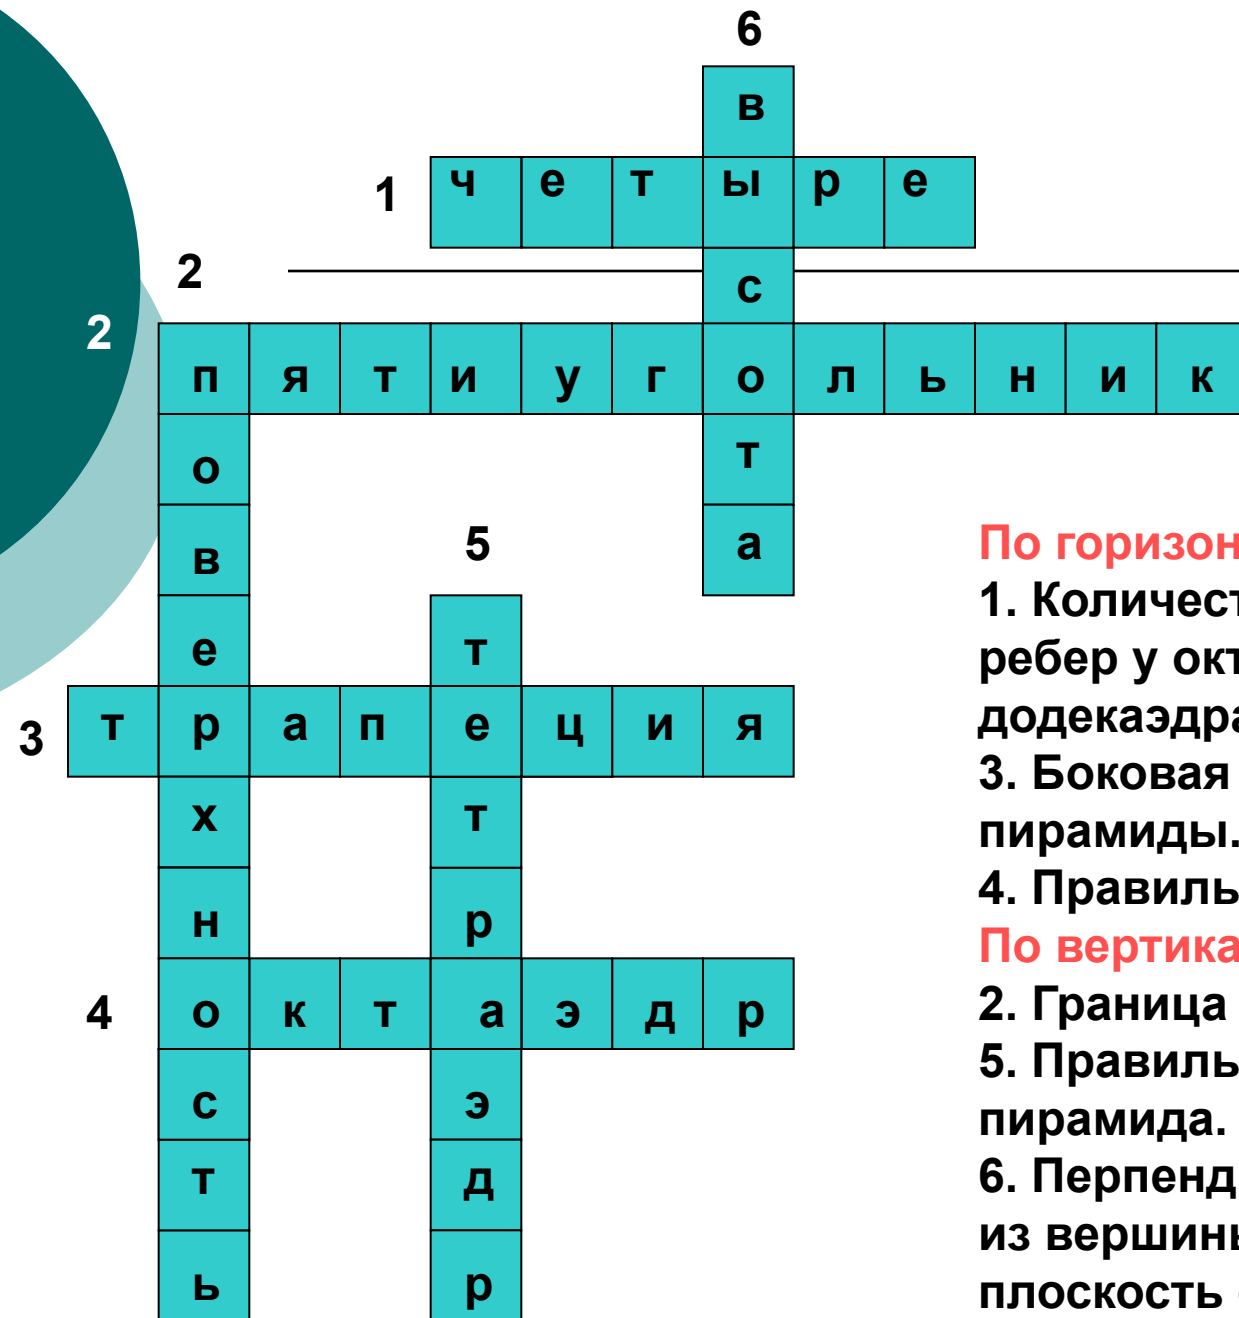 6
в
1 ч е т ы р е
2
с
2 п я т и у г о л ь н и к
о т
5
в а
е т
3 т р а п е ц и я
х т
н р
4 о к т а э д р
с э
т д
ь р
По горизон
1. Количест
ребер у окт
додекаэдра
3. Боковая
пирамиды.
4. Правиль
По вертика
2. Граница
5. Правиль
пирамида.
6. Перпенд
из вершины
плоскость